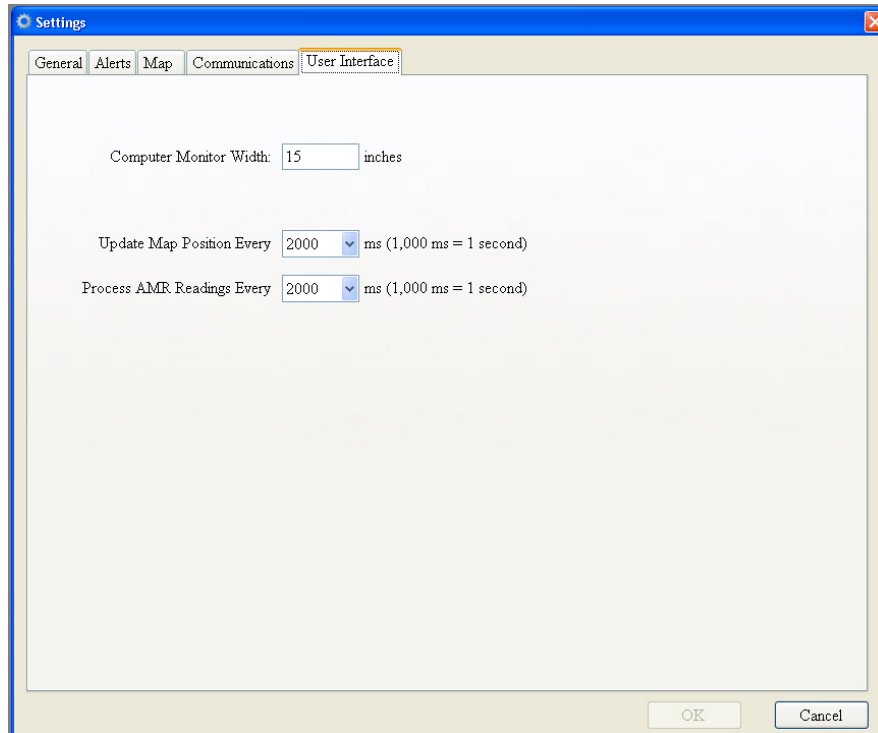 Settings
General Alerts Map Communications User Interface
Computer Monitor Width: 15 inches
Update Map Position Every 2000 ms (1,000 ms = 1 second)
Process AMR Readings Every 2000 ms (1,000 ms = 1 second)
OK Cancel